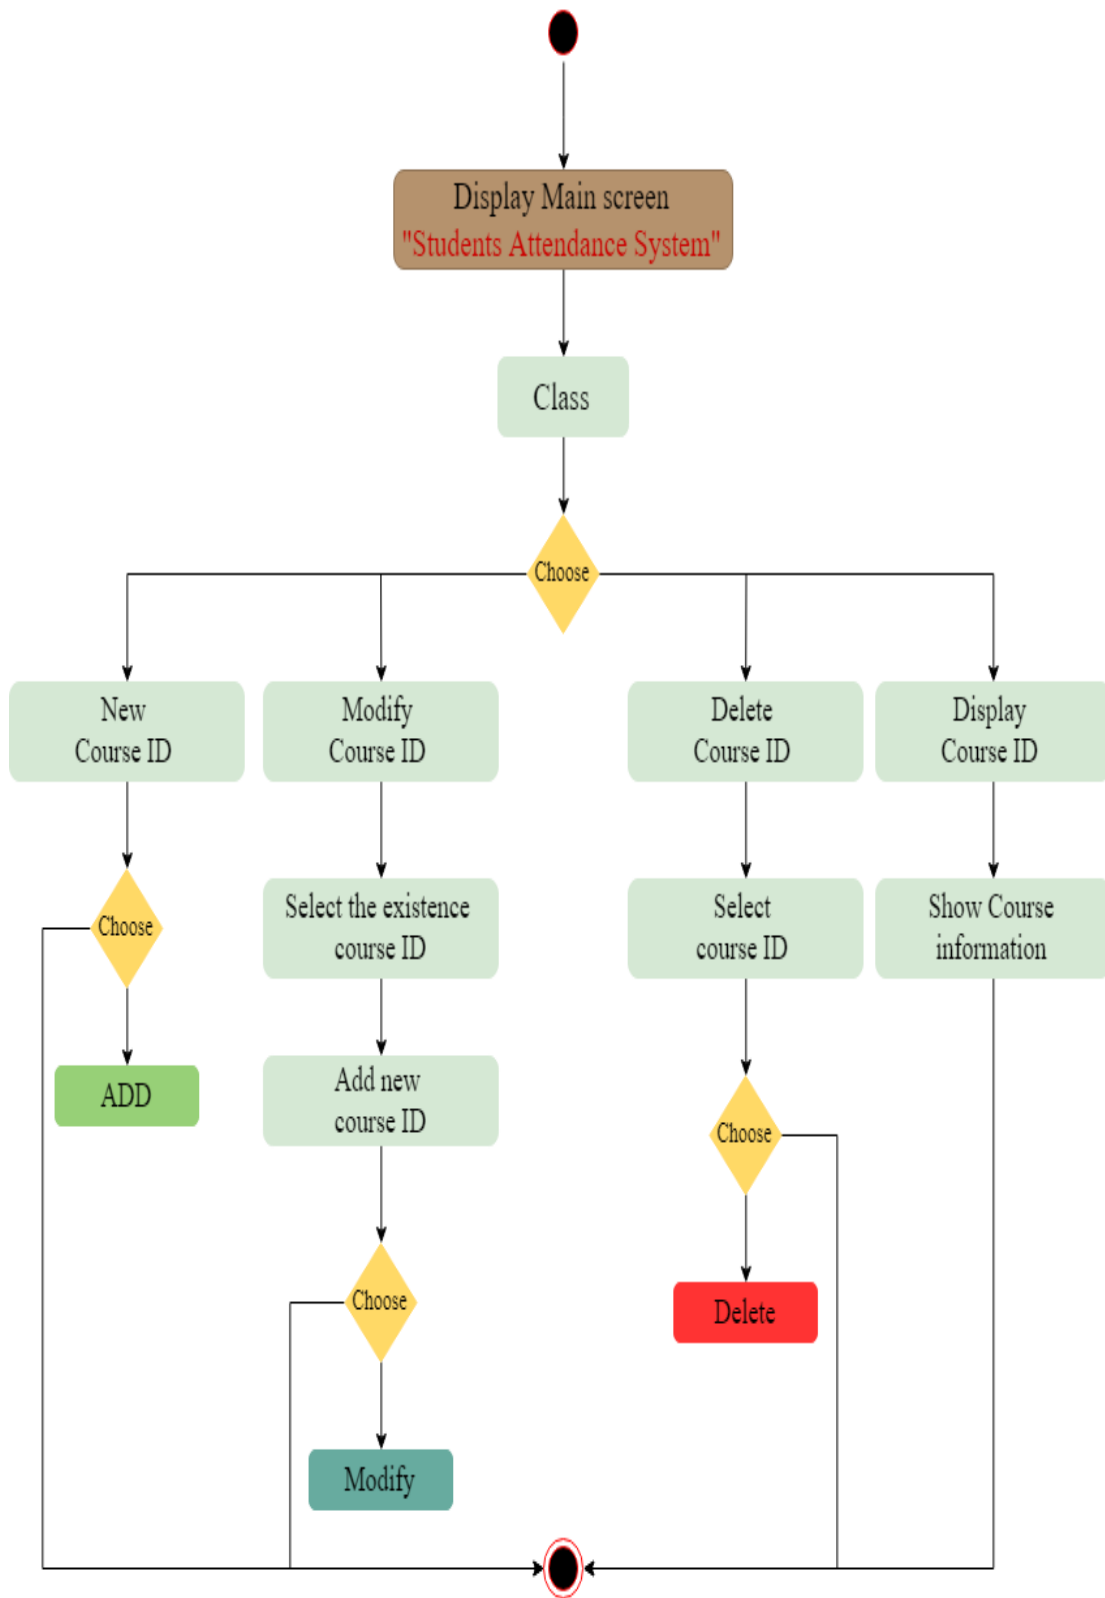 Display Main screen
"Students Attendance System"
Class
Choose
New
Course ID
Modify
Course ID
Delete
Course ID
Display
Course ID
Choose
Select the existence
course ID
Select
course ID
Show Course
information
ADD
Add new
course ID
Choose
Choose
Delete
Modify